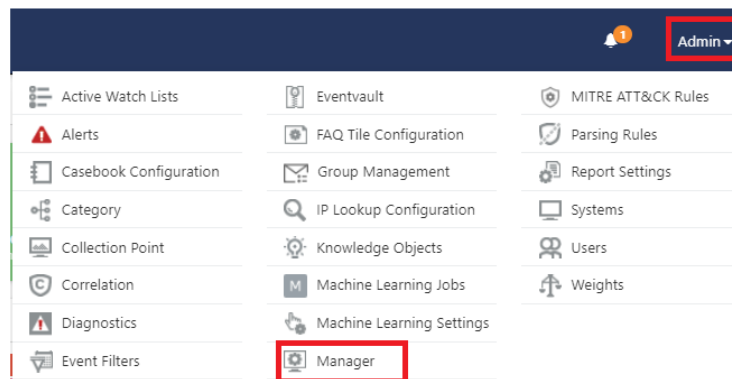 1
Admin
Active Watch Lists
Eventvault
MITRE ATT&CK Rules
Alerts
FAQ Tile Configuration
Parsing Rules
Casebook Configuration
Group Management
Report Settings
Category
IP Lookup Configuration
Systems
Collection Point
Knowledge Objects
Users
C
Correlation
M
Machine Learning Jobs
Weights
Diagnostics
Machine Learning Settings
Event Filters
Manager